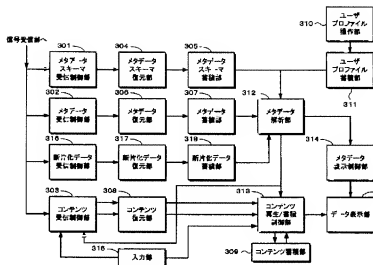 310
ユーザ
プロファイル
操作部
信号受信部へ
301
メタデータ
スキーマ
受信制御部
304
メタデータ
スキーマ
復元部
305
メタデータ
スキーマ
蓄積部
ユーザ
プロファイル
蓄積部
311
302
メタデータ
受信制御部
306
メタデータ
復元部
307
メタデータ
蓄積部
312
メタデータ
解析部
316
断片化データ
受信制御部
317
断片化データ
復元部
318
断片化データ
蓄積部
314
メタデータ
表示制御部
303
コンテンツ
受信制御部
308
コンテンツ
復元部
313
コンテンツ
再生/蓄積
制御部
データ表示部
315
入力部
309
コンテンツ蓄積部